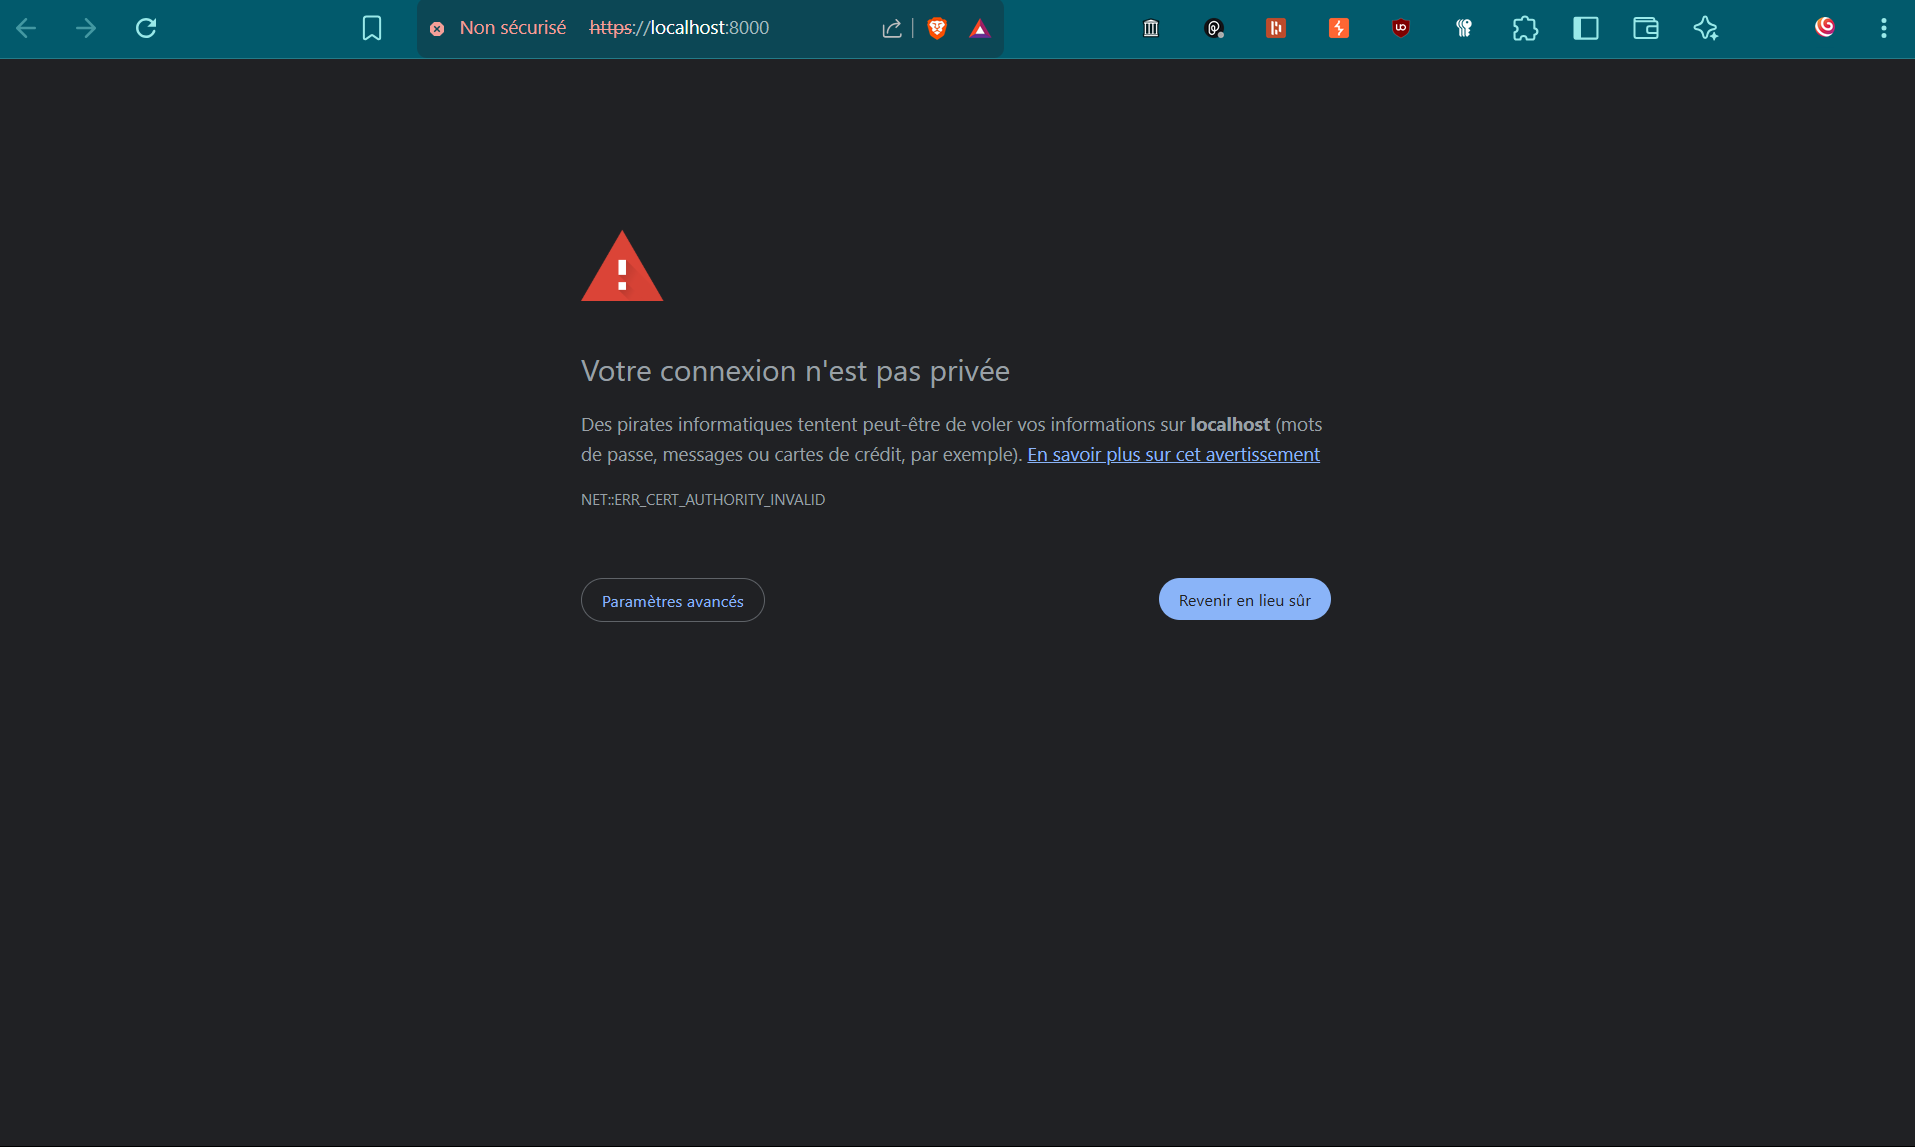 Non sécurisé https://localhost:8000
Votre connexion n'est pas privée
Des pirates informatiques tentent peut-être de voler vos informations sur localhost (mots
de passe, messages ou cartes de crédit, par exemple). En savoir plus sur cet avertissement
NET::ERR_CERT_AUTHORITY_INVALID
Paramètres avancés Revenir en lieu sûr